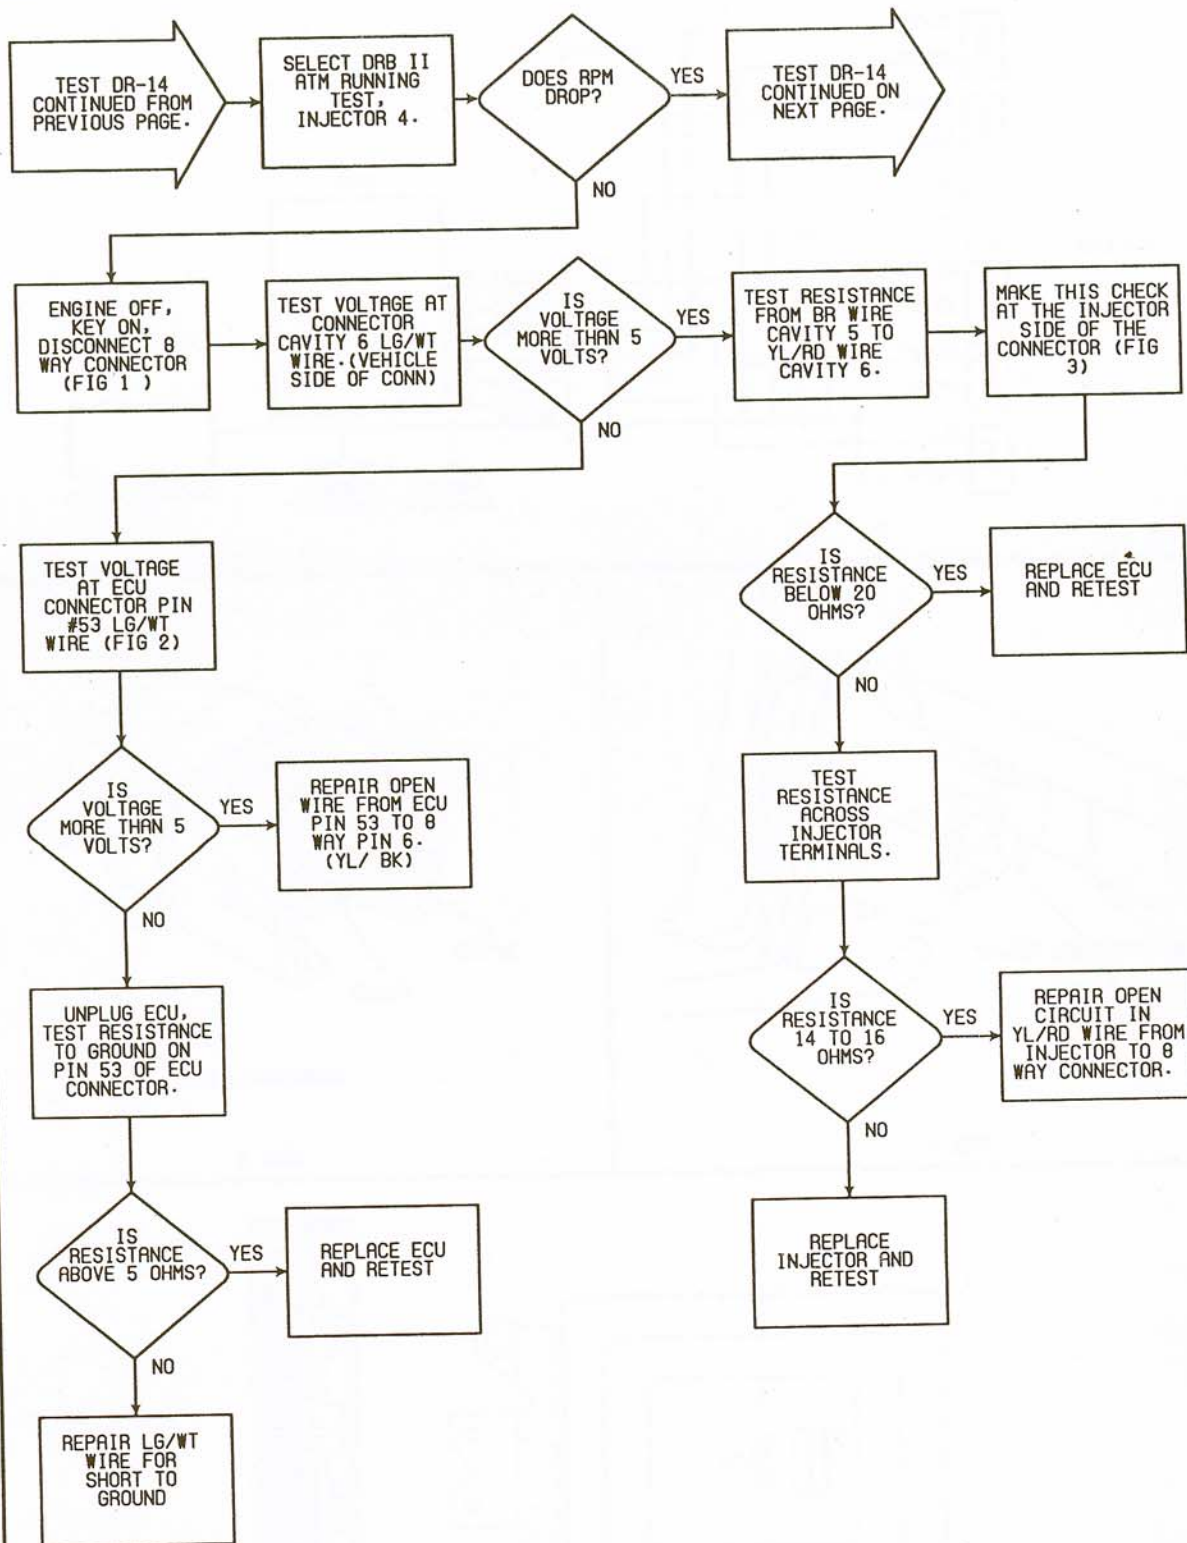 TEST DR-14
CONTINUED FROM
PREVIOUS PAGE.
SELECT DRB II
ATM RUNNING
TEST,
INJECTOR 4.
DOES RPM
DROP?
YES
TEST DR-14
CONTINUED ON
NEXT PAGE.
NO
ENGINE OFF,
KEY ON,
DISCONNECT 8
WAY CONNECTOR
(FIG 1 )
TEST VOLTAGE AT
CONNECTOR
CAVITY 6 LG/WT
WIRE.(VEHICLE
SIDE OF CONN)
IS
VOLTAGE
MORE THAN 5
VOLTS?
YES
TEST RESISTANCE
FROM BR WIRE
CAVITY 5 TO
YL/RD WIRE
CAVITY 6.
MAKE THIS CHECK
AT THE INJECTOR
SIDE OF THE
CONNECTOR (FIG
3)
NO
TEST VOLTAGE
AT ECU
CONNECTOR PIN
#53 LG/WT
WIRE (FIG 2)
IS
RESISTANCE
BELOW 20
OHMS?
YES
REPLACE ECU
AND RETEST
NO
IS
VOLTAGE
MORE THAN 5
VOLTS?
YES
REPAIR OPEN
WIRE FROM ECU
PIN 53 TO 8
WAY PIN 6.
(YL/ BK)
TEST
RESISTANCE
ACROSS
INJECTOR
TERMINALS.
NO
UNPLUG ECU,
TEST RESISTANCE
TO GROUND ON
PIN 53 OF ECU
CONNECTOR.
IS
RESISTANCE
14 TO 16
OHMS?
YES
REPAIR OPEN
CIRCUIT IN
YL/RD WIRE FROM
INJECTOR TO 8
WAY CONNECTOR.
NO
IS
RESISTANCE
ABOVE 5 OHMS?
YES
REPLACE ECU
AND RETEST
REPLACE
INJECTOR AND
RETEST
NO
REPAIR LG/WT
WIRE FOR
SHORT TO
GROUND